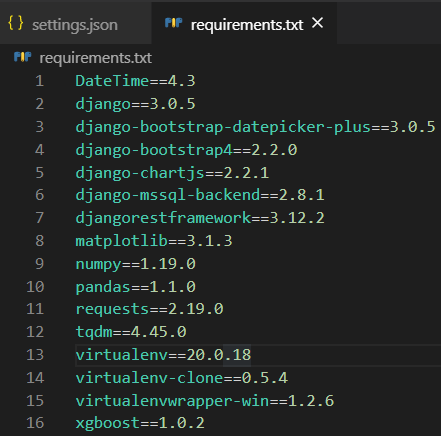 settings.json requirements.txt
requirements.txt
1 DateTime==4.3
2 django==3.0.5
3 django-bootstrap-datepicker-plus==3.0.5
4 django-bootstrap4==2.2.0
5 django-chartjs==2.2.1
6 django-mssql-backend==2.8.1
7 djangorestframework==3.12.2
8 matplotlib==3.1.3
9 numpy==1.19.0
10 pandas==1.1.0
11 requests==2.19.0
12 tqdm==4.45.0
13 virtualenv==20.0.18
14 virtualenv-clone==0.5.4
15 virtualenvwrapper-win==1.2.6
16 xgboost==1.0.2